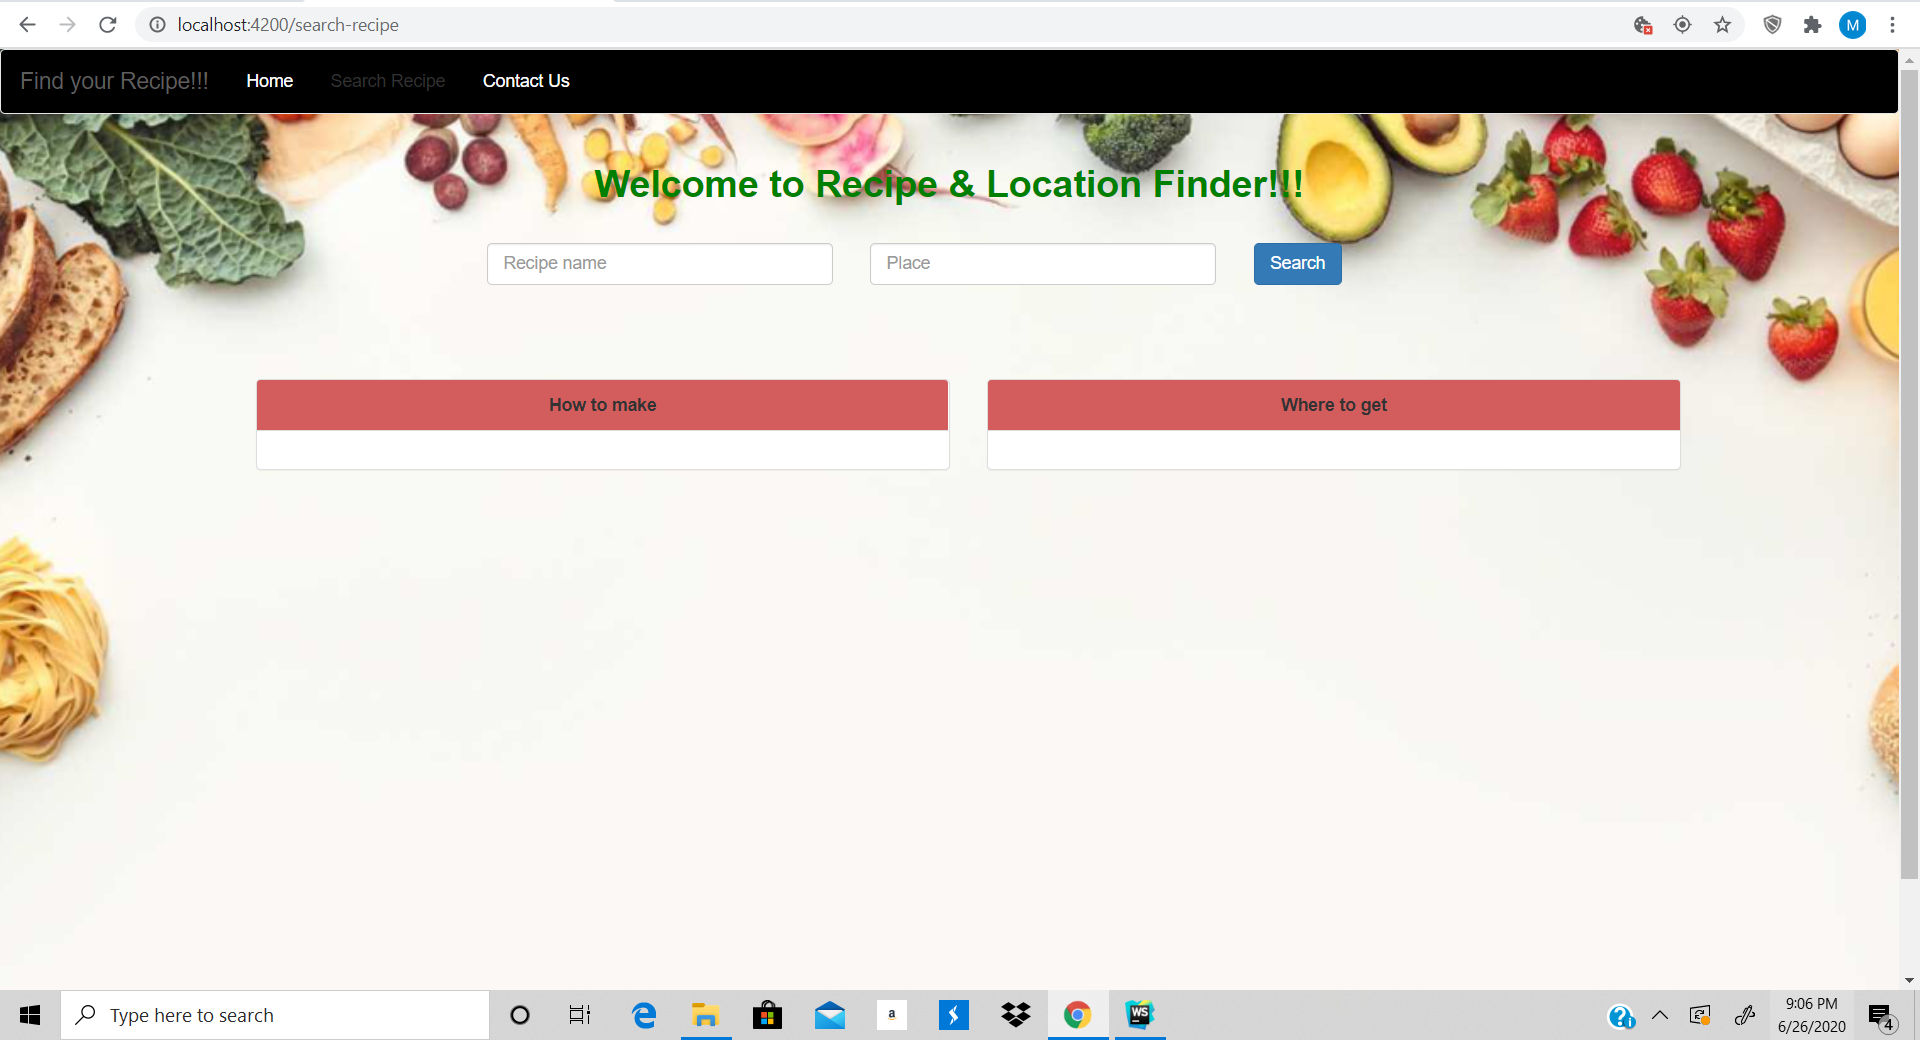 localhost:4200/search-recipe
M
Find your Recipe!!! Home Search Recipe Contact Us
Welcome to Recipe & Location Finder!!!
Recipe name Place Search
How to make Where to get
Type here to search
a
WS
9:06 PM
6/26/2020
4